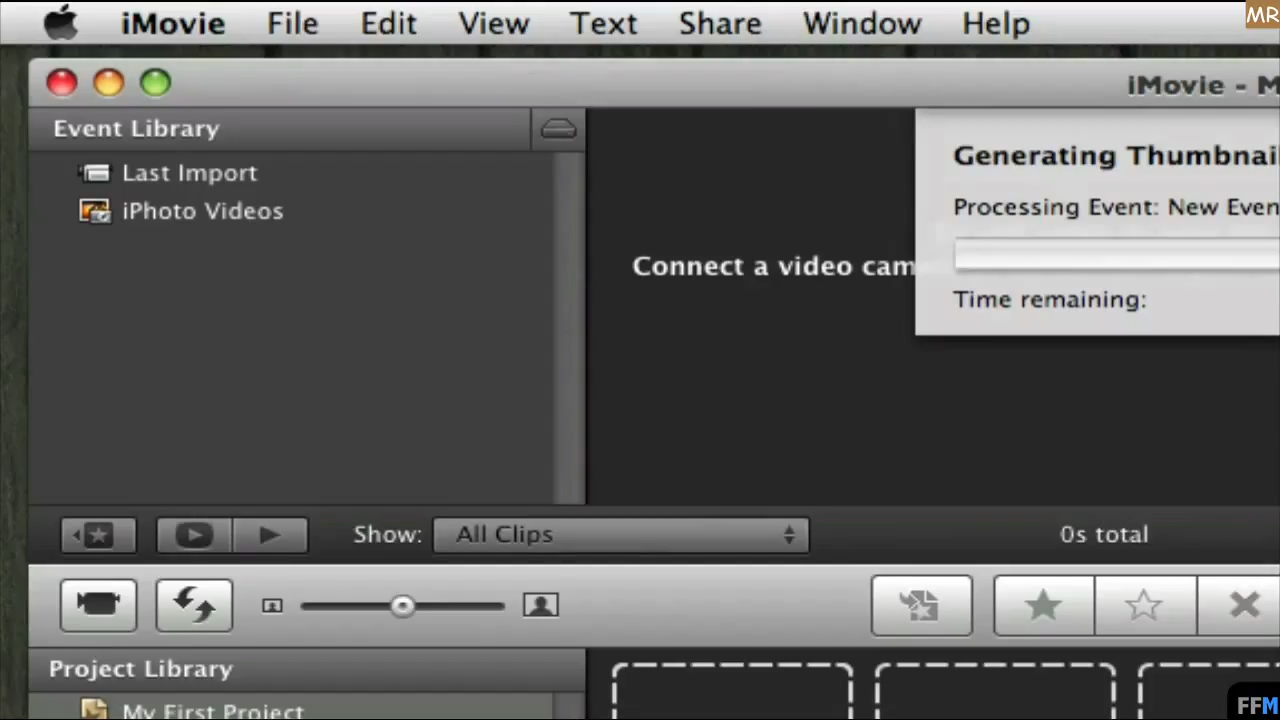 iMovie File Edit View Text Share Window Help
MR
iMovie - M
Event Library
Last Import
iPhoto Videos
Generating Thumbnai
Processing Event: New Even
Connect a video cam
Time remaining:
Show: All Clips
0s total
Project Library
My First Project
FFM